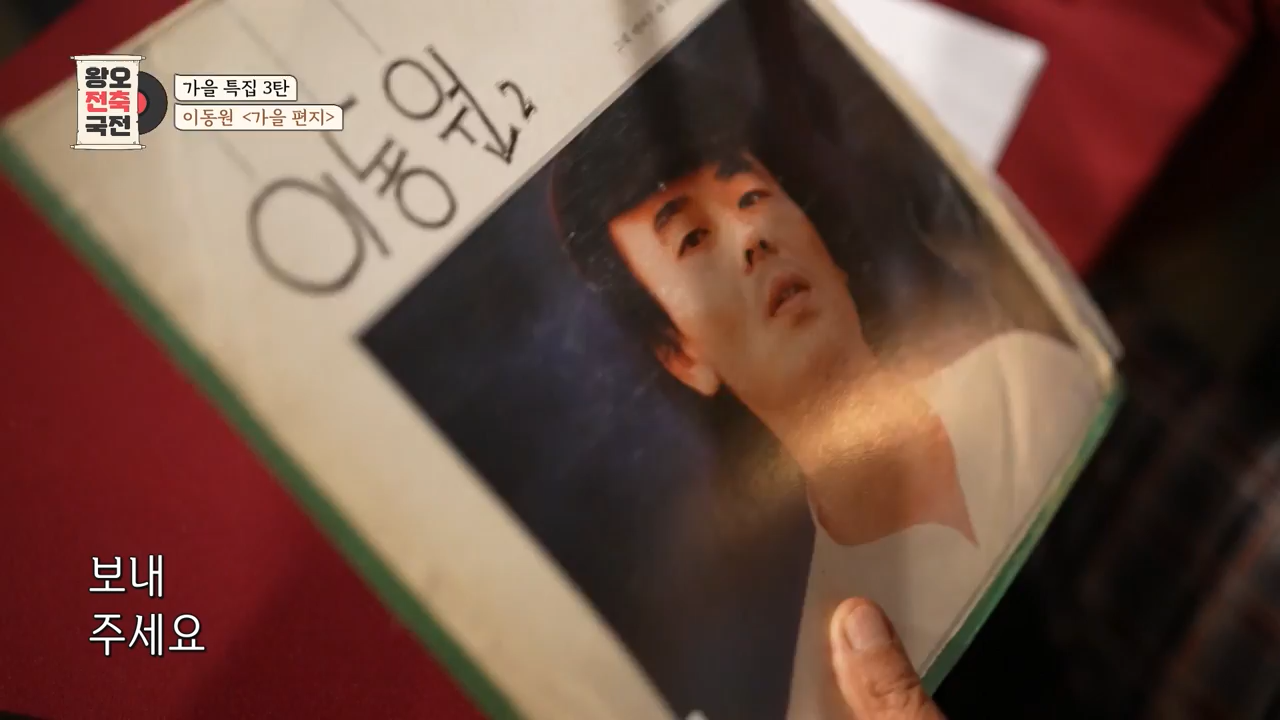 왕오
전축
국전
가을 특집 3탄
이동원 <가을 편지>
이동원 2
보내
주세요